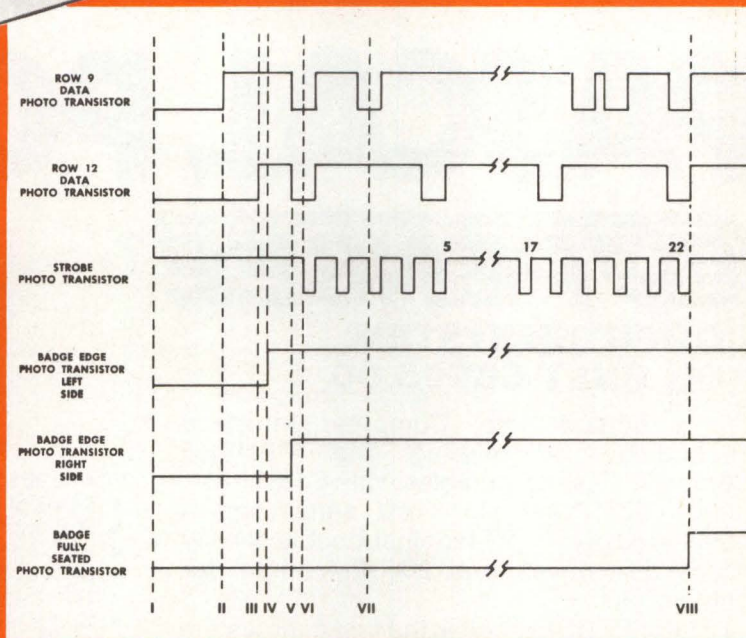 ROW 9
DATA
PHOTO TRANSISTOR
ROW 12
DATA
PHOTO TRANSISTOR
5
17
22
STROBE
PHOTO TRANSISTOR
BADGE EDGE
PHOTO TRANSISTOR
LEFT
SIDE
BADGE EDGE
PHOTO TRANSISTOR
RIGHT
SIDE
BADGE
FULLY
SEATED
PHOTO TRANSISTOR
I II III IV V VI VII VIII